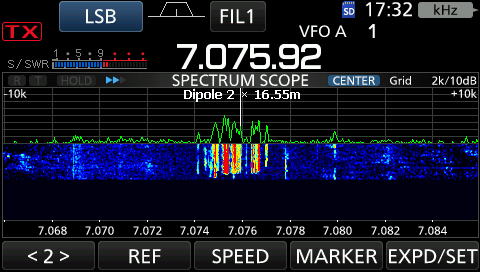 LSB FIL1 SD 17:32 kHz
TX VFO A 1
1 5 9
S/SWR 7.075.92
R T HOLD SPECTRUM SCOPE CENTER Grid 2k/10dB
-10k Dipole 2 × 16.55m +10k
7.068 7.070 7.072 7.074 7.076 7.078 7.080 7.082 7.084
< 2 > REF SPEED MARKER EXPD/SET